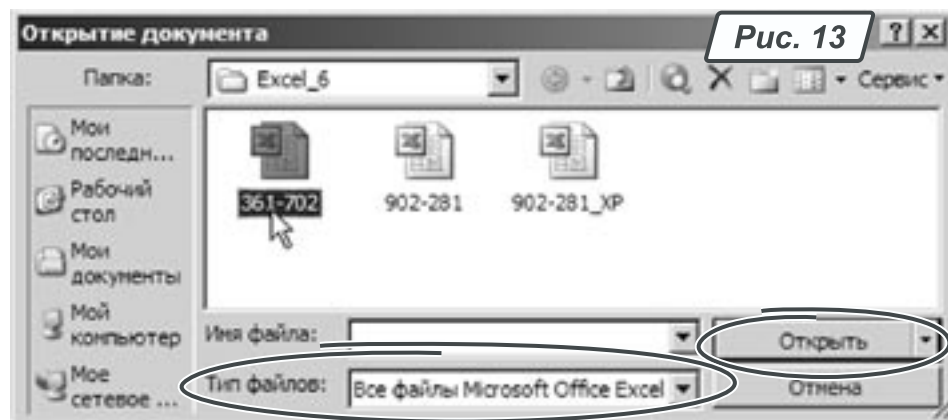 Открытие документа
Рис. 13
Папка:
Excel_6
Сервис
Мои последн...
Рабочий стол
Мои документы
Мой компьютер
Мое сетевое ...
361-702
902-281
902-281_XP
Имя файла:
Открыть
Тип файлов:
Все файлы Microsoft Office Excel
Отмена